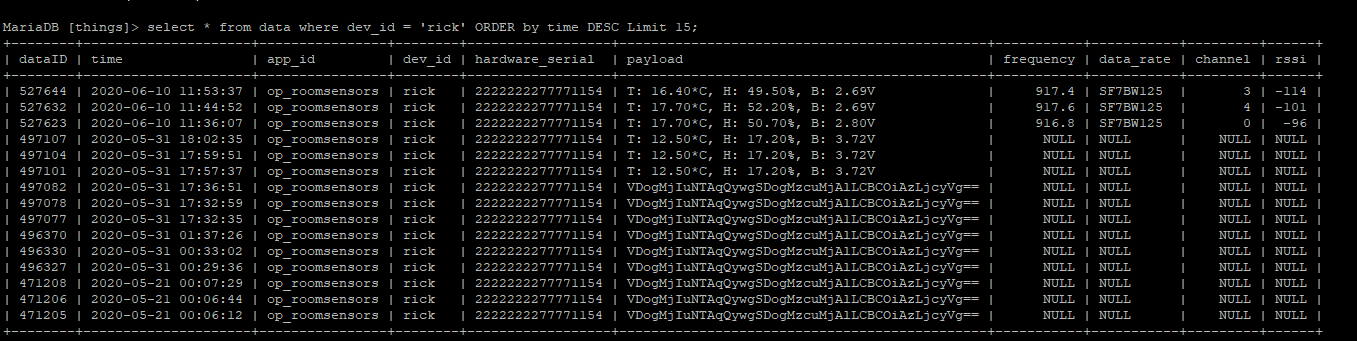 MariaDB [things]> select * from data where dev_id = 'rick' ORDER by time DESC Limit 15;
+--------+---------------------+----------------+--------+------------------+----------------------------------------------+-----------+-----------+---------+------+
| dataID | time | app_id | dev_id | hardware_serial | payload | frequency | data_rate | channel | rssi |
+--------+---------------------+----------------+--------+------------------+----------------------------------------------+-----------+-----------+---------+------+
| 527644 | 2020-06-10 11:53:37 | op_roomsensors | rick | 2222222277771154 | T: 16.40*C, H: 49.50%, B: 2.69V | 917.4 | SF7BW125 | 3 | -114 |
| 527632 | 2020-06-10 11:44:52 | op_roomsensors | rick | 2222222277771154 | T: 17.70*C, H: 52.20%, B: 2.69V | 917.6 | SF7BW125 | 4 | -101 |
| 527623 | 2020-06-10 11:36:07 | op_roomsensors | rick | 2222222277771154 | T: 17.70*C, H: 50.70%, B: 2.80V | 916.8 | SF7BW125 | 0 | -96 |
| 497107 | 2020-05-31 18:02:35 | op_roomsensors | rick | 2222222277771154 | T: 12.50*C, H: 17.20%, B: 3.72V | NULL | NULL | NULL | NULL |
| 497104 | 2020-05-31 17:59:51 | op_roomsensors | rick | 2222222277771154 | T: 12.50*C, H: 17.20%, B: 3.72V | NULL | NULL | NULL | NULL |
| 497101 | 2020-05-31 17:57:37 | op_roomsensors | rick | 2222222277771154 | T: 12.50*C, H: 17.20%, B: 3.72V | NULL | NULL | NULL | NULL |
| 497082 | 2020-05-31 17:36:51 | op_roomsensors | rick | 2222222277771154 | VDogMjIuNTAqQywgSDogMzcuMjAlLCBCOiAzLjcyVg== | NULL | NULL | NULL | NULL |
| 497078 | 2020-05-31 17:32:59 | op_roomsensors | rick | 2222222277771154 | VDogMjIuNTAqQywgSDogMzcuMjAlLCBCOiAzLjcyVg== | NULL | NULL | NULL | NULL |
| 497077 | 2020-05-31 17:32:35 | op_roomsensors | rick | 2222222277771154 | VDogMjIuNTAqQywgSDogMzcuMjAlLCBCOiAzLjcyVg== | NULL | NULL | NULL | NULL |
| 496370 | 2020-05-31 01:37:26 | op_roomsensors | rick | 2222222277771154 | VDogMjIuNTAqQywgSDogMzcuMjAlLCBCOiAzLjcyVg== | NULL | NULL | NULL | NULL |
| 496330 | 2020-05-31 00:33:02 | op_roomsensors | rick | 2222222277771154 | VDogMjIuNTAqQywgSDogMzcuMjAlLCBCOiAzLjcyVg== | NULL | NULL | NULL | NULL |
| 496327 | 2020-05-31 00:29:36 | op_roomsensors | rick | 2222222277771154 | VDogMjIuNTAqQywgSDogMzcuMjAlLCBCOiAzLjcyVg== | NULL | NULL | NULL | NULL |
| 471208 | 2020-05-21 00:07:29 | op_roomsensors | rick | 2222222277771154 | VDogMjIuNTAqQywgSDogMzcuMjAlLCBCOiAzLjcyVg== | NULL | NULL | NULL | NULL |
| 471206 | 2020-05-21 00:06:44 | op_roomsensors | rick | 2222222277771154 | VDogMjIuNTAqQywgSDogMzcuMjAlLCBCOiAzLjcyVg== | NULL | NULL | NULL | NULL |
| 471205 | 2020-05-21 00:06:12 | op_roomsensors | rick | 2222222277771154 | VDogMjIuNTAqQywgSDogMzcuMjAlLCBCOiAzLjcyVg== | NULL | NULL | NULL | NULL |
+--------+---------------------+----------------+--------+------------------+----------------------------------------------+-----------+-----------+---------+------+